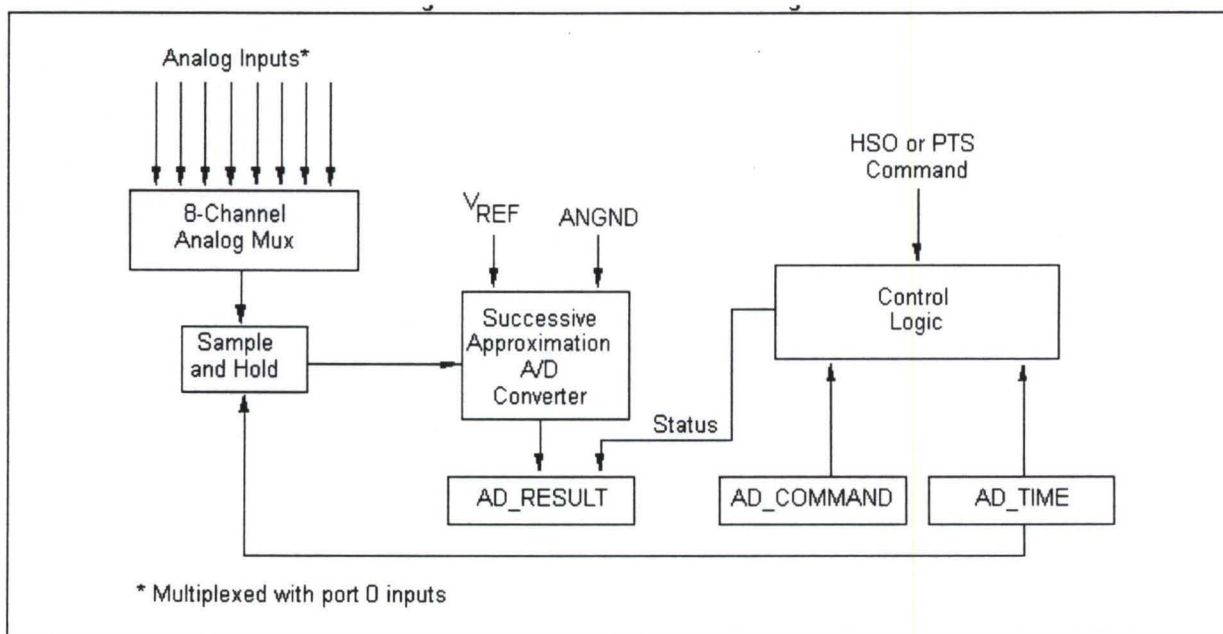 Analog Inputs*
8-Channel
Analog Mux
Sample
and Hold
VREF
ANGND
Successive
Approximation
A/D
Converter
HSO or PTS
Command
Control
Logic
Status
AD_RESULT
AD_COMMAND
AD_TIME
* Multiplexed with port 0 inputs